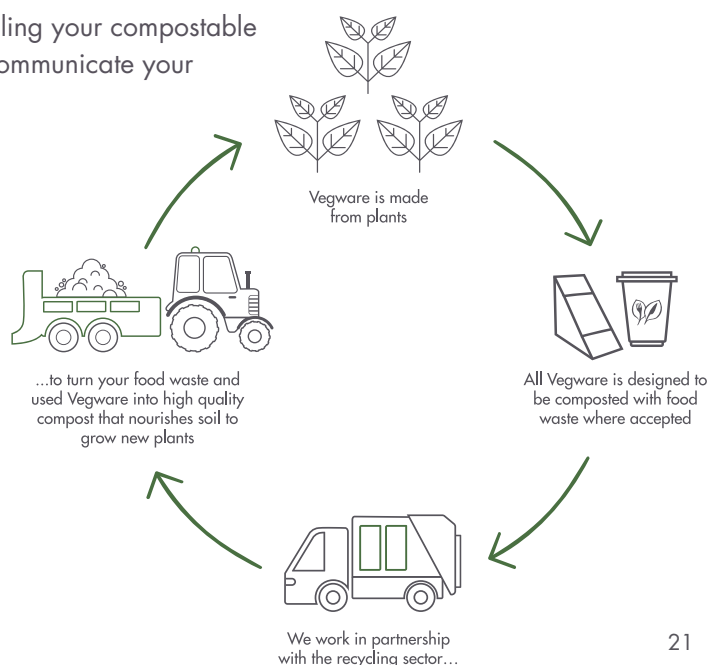 ling your compostable
ommunicate your
Vegware is made
from plants
All Vegware is designed to
be composted with food
waste where accepted
We work in partnership
with the recycling sector…
...to turn your food waste and
used Vegware into high quality
compost that nourishes soil to
grow new plants
21